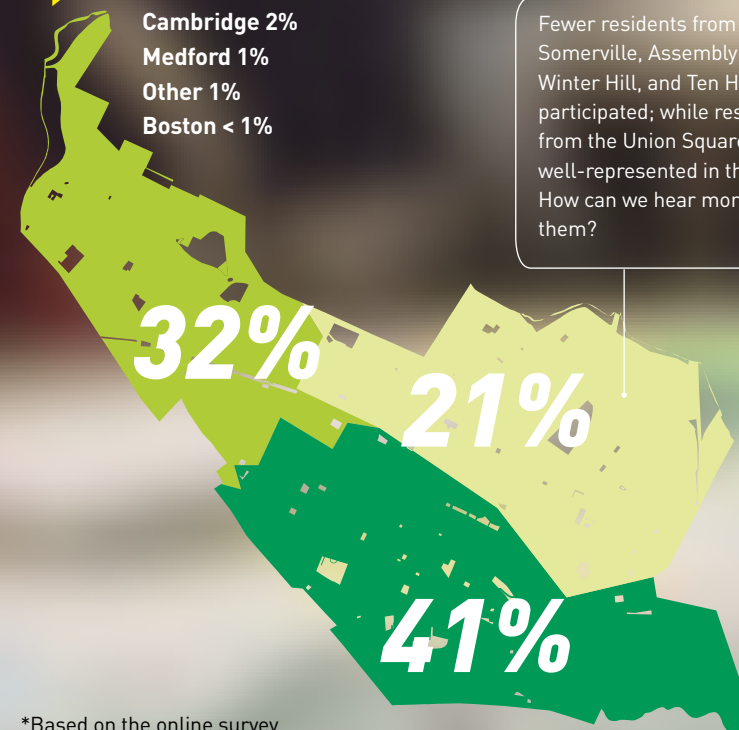 Cambridge 2%
Medford 1%
Other 1%
Boston < 1%
Fewer residents from
Somerville, Assembly
Winter Hill, and Ten H
participated; while res
from the Union Square
well-represented in th
How can we hear mor
them?
32%
21%
41%
*Based on the online survey